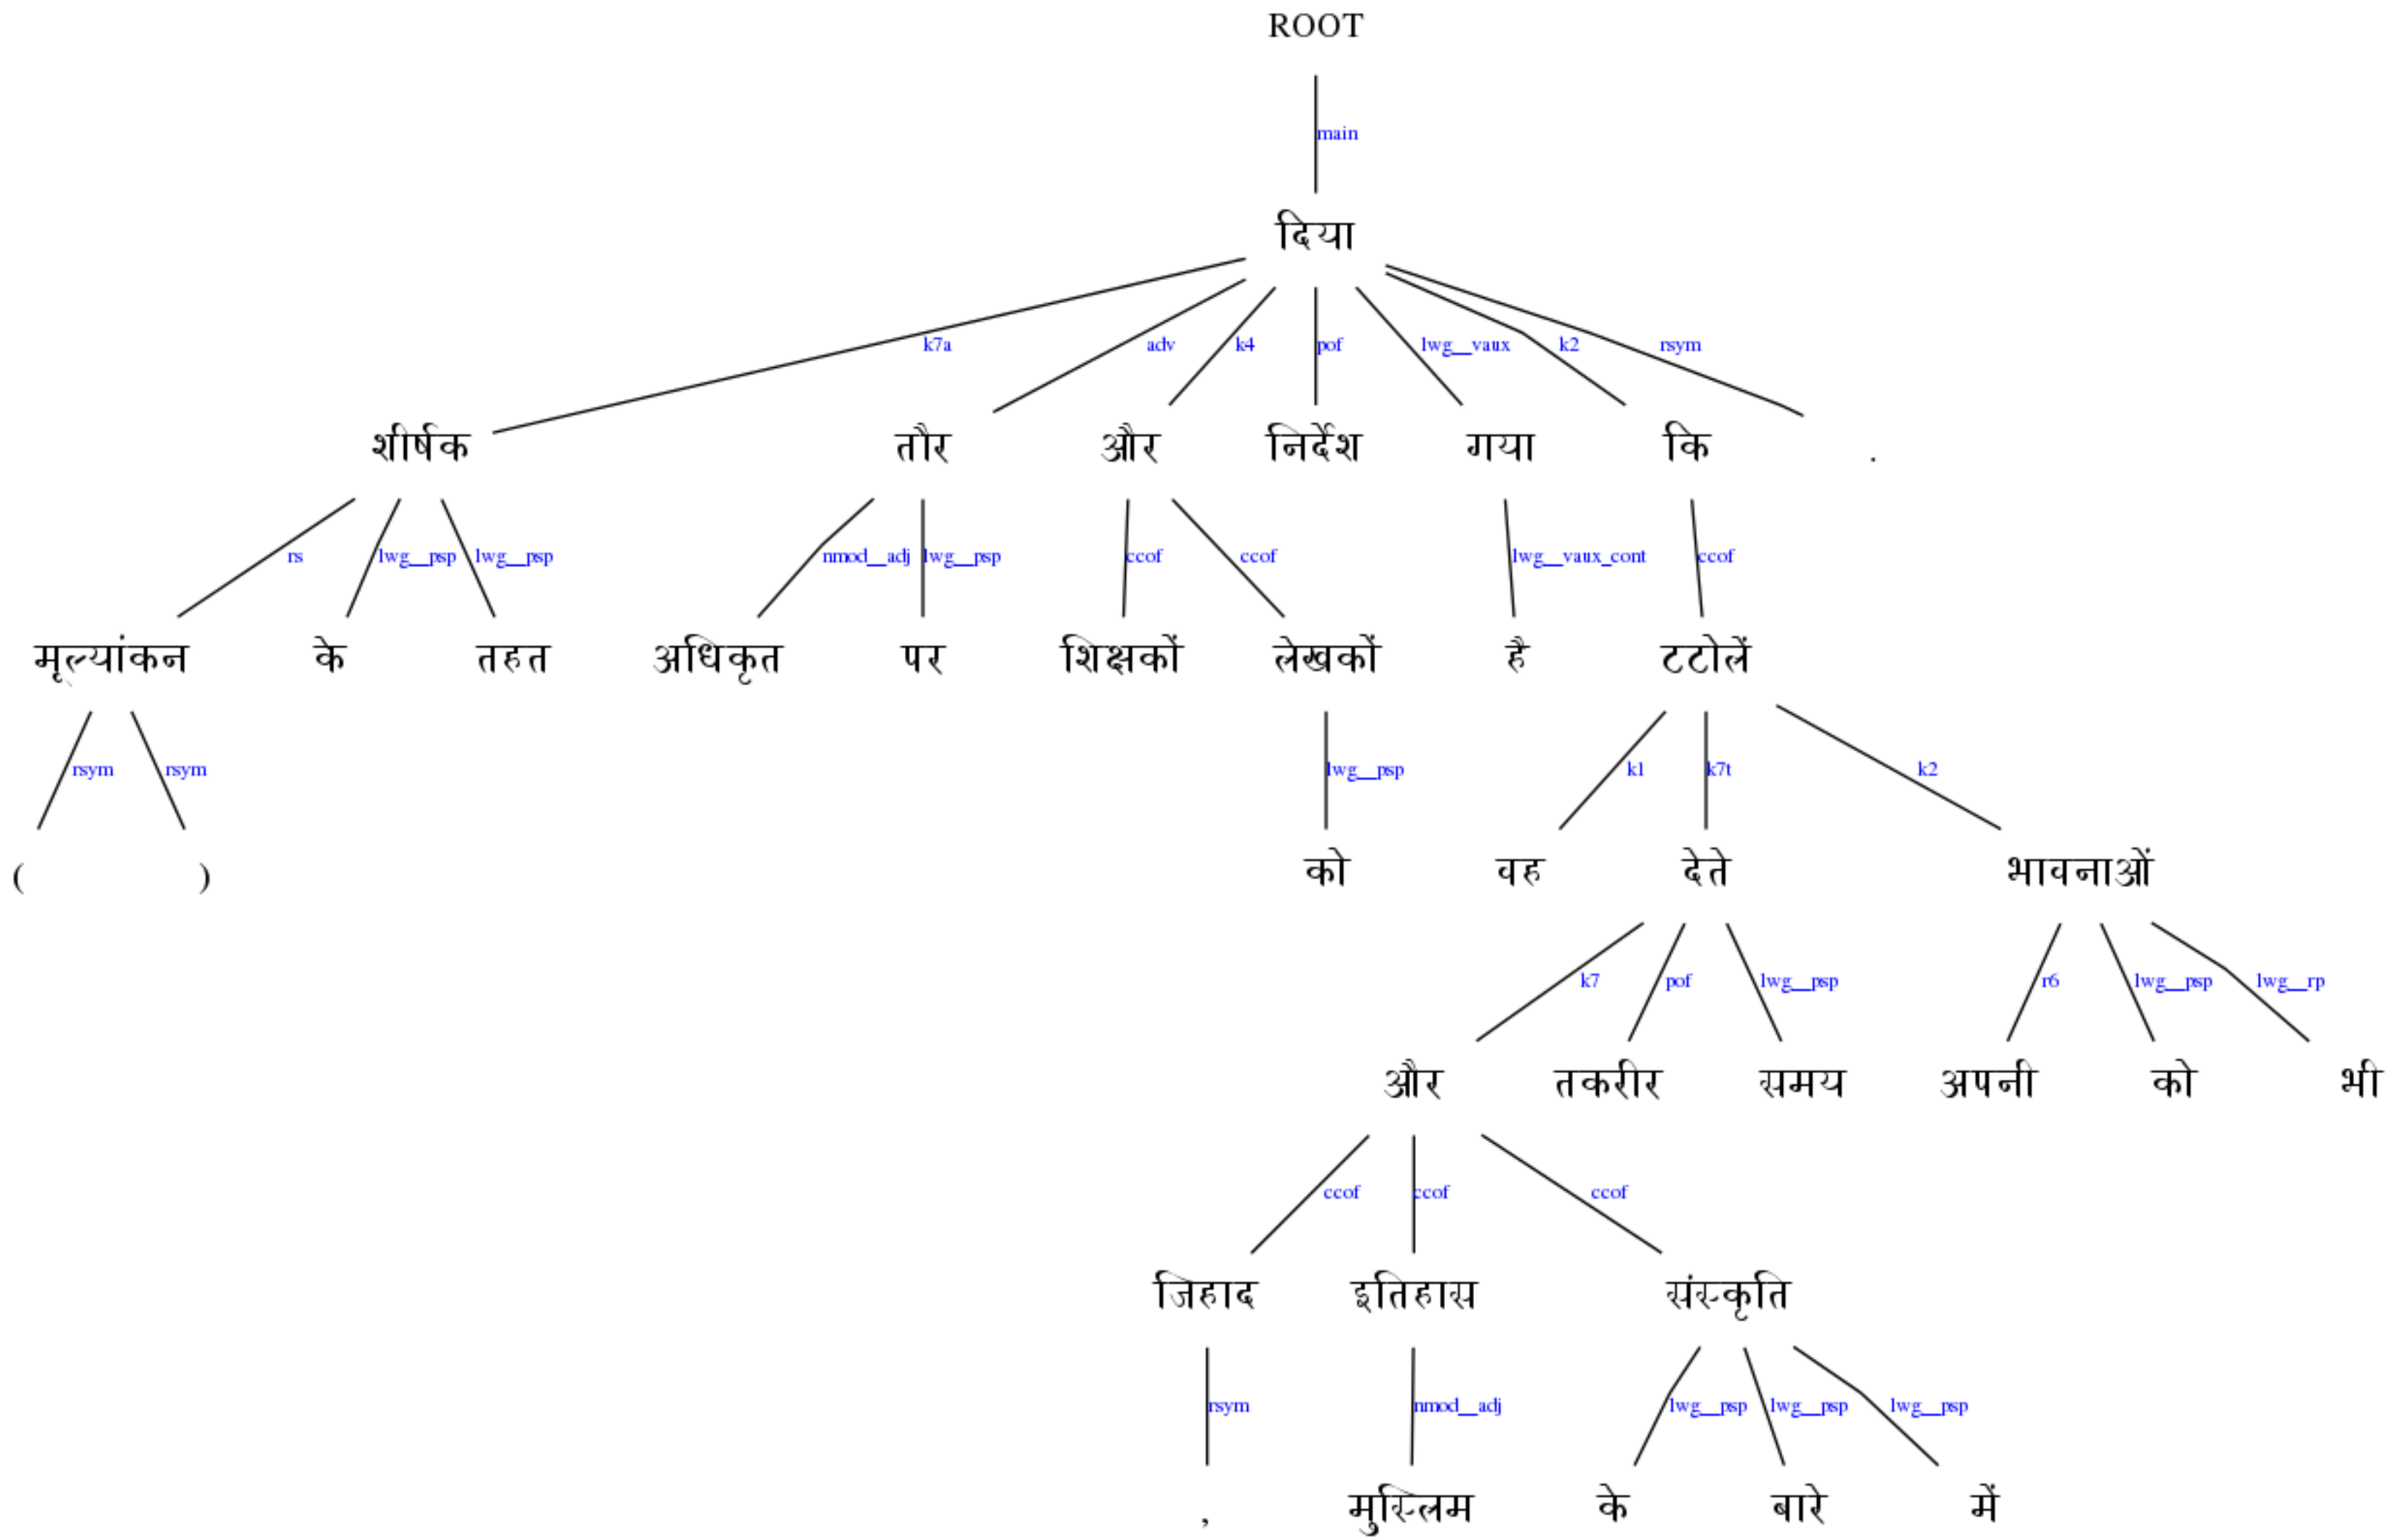 ROOT
main
दिया
k7a adv k4 pof lwg__vaux k2 rsym
शीर्षक तौर और निर्देश गया कि .
rs lwg__psp lwg__psp nmod__adj lwg__psp ccof ccof lwg__vaux_cont ccof
मूल्यांकन के तहत अधिकृत पर शिक्षकों लेखकों है टटोलें
rsym rsym lwg__psp k1 k7t k2
( ) को वह देते भावनाओं
k7 pof lwg__psp r6 lwg__psp lwg__rp
और तकरीर समय अपनी को भी
ccof ccof ccof
जिहाद इतिहास संस्कृति
rsym nmod__adj lwg__psp lwg__psp lwg__psp
, मुस्लिम के बारे में